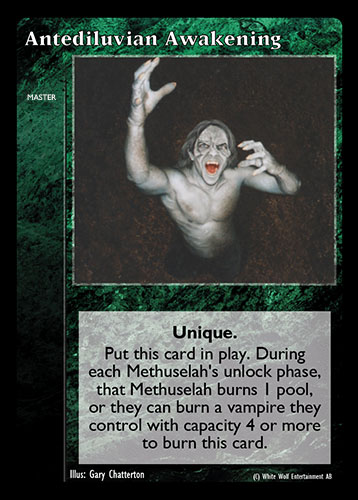 Antediluvian Awakening
MASTER
Unique.
Put this card in play. During
each Methuselah's unlock phase,
that Methuselah burns 1 pool,
or they can burn a vampire they
control with capacity 4 or more
to burn this card.
Illus: Gary Chatterton
(C) White Wolf Entertainment AB